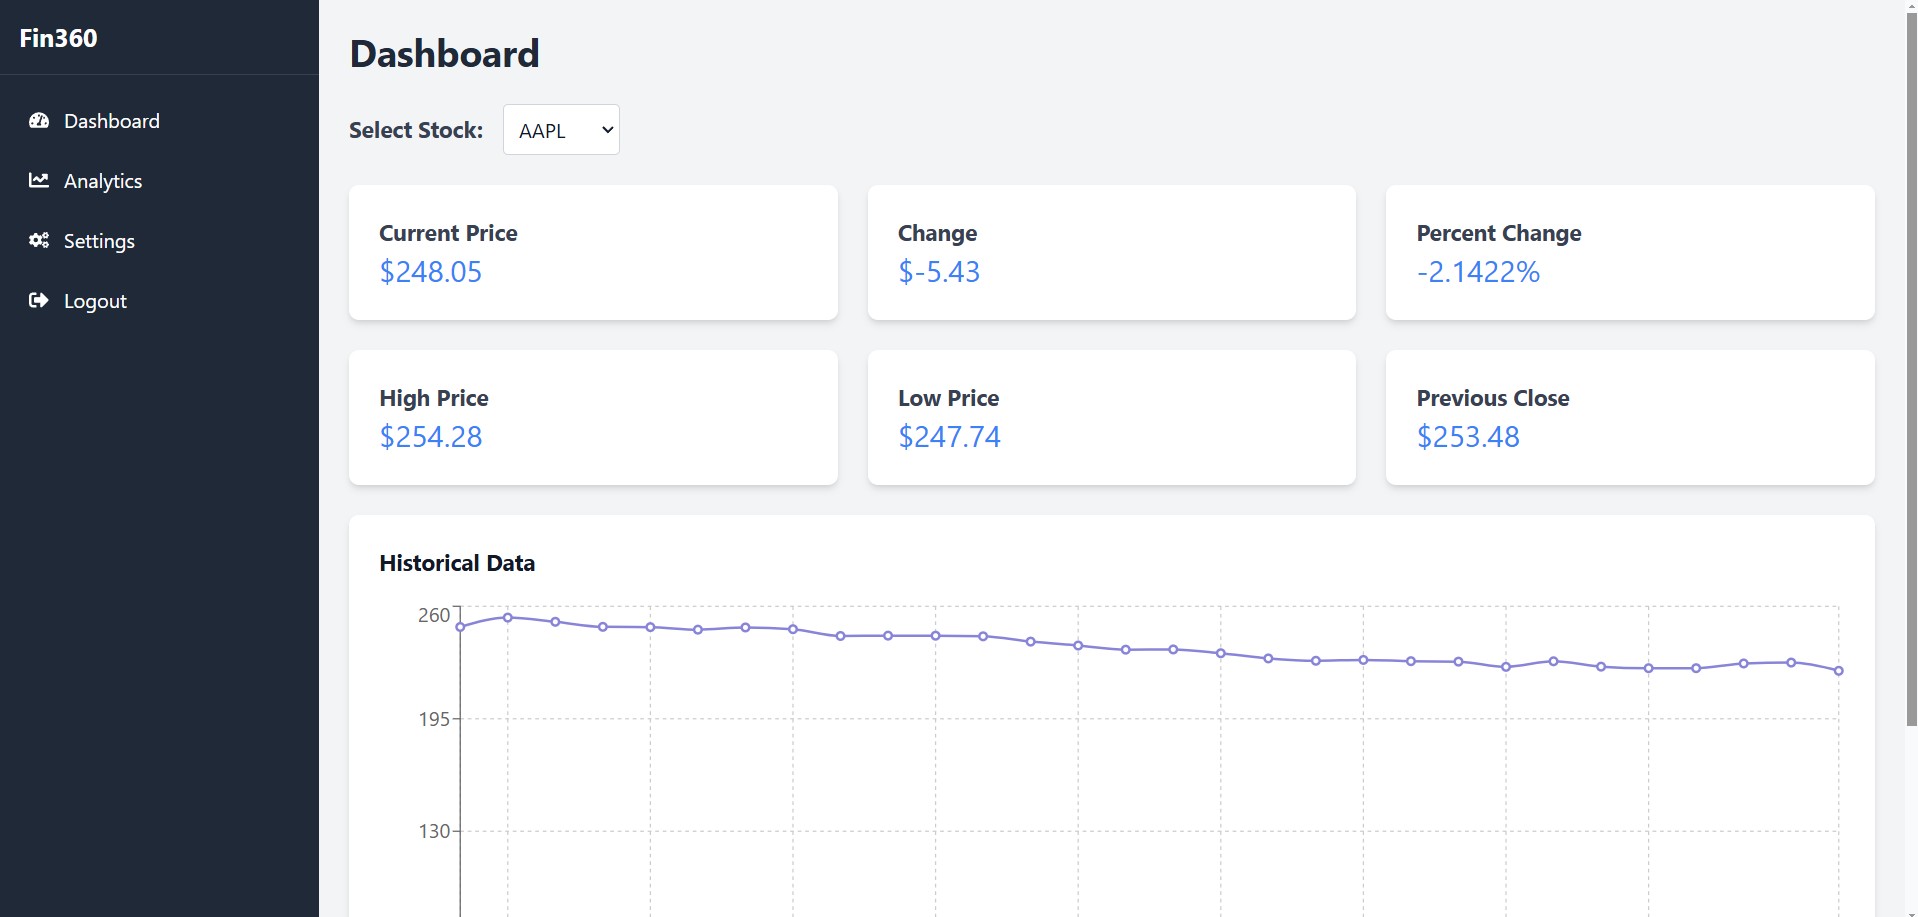 Fin360
Dashboard
Analytics
Settings
Logout
Dashboard
Select Stock: AAPL
Current Price
$248.05
Change
$-5.43
Percent Change
-2.1422%
High Price
$254.28
Low Price
$247.74
Previous Close
$253.48
Historical Data
260
195
130